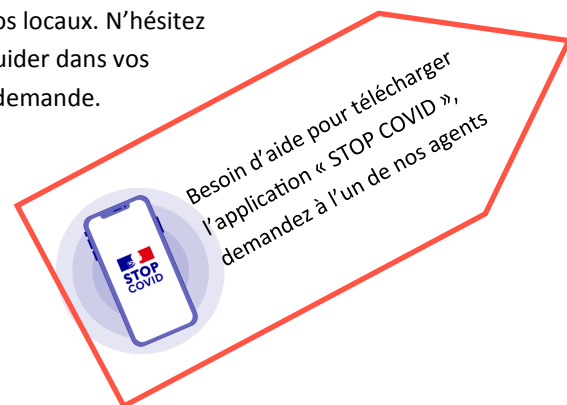 os locaux. N’hésitez
uider dans vos
demande.
Besoin d’aide pour télécharger
l’application « STOP COVID »,
demandez à l’un de nos agents
STOP
COVID